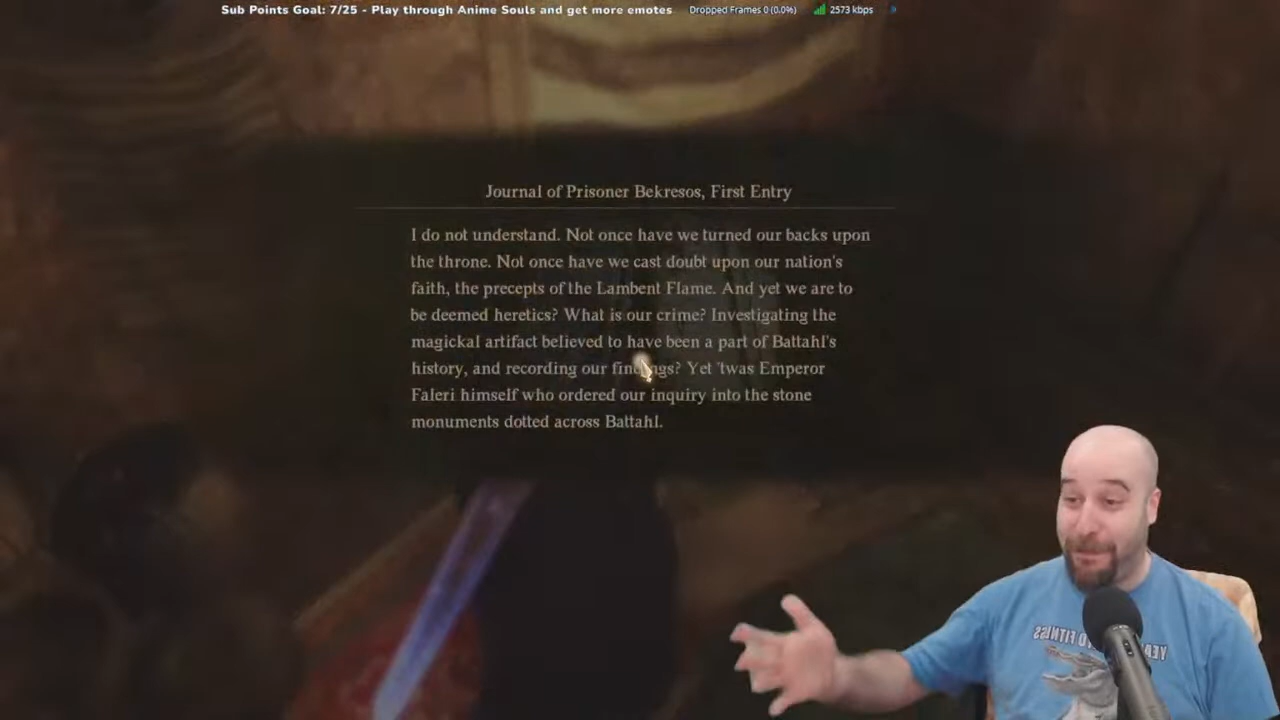 Sub Points Goal: 7/25 - Play through Anime Souls and get more emotes
Dropped Frames 0 (0.0%)
2573 kbps
Journal of Prisoner Bekresos, First Entry
I do not understand. Not once have we turned our backs upon
the throne. Not once have we cast doubt upon our nation's
faith, the precepts of the Lambent Flame. And yet we are to
be deemed heretics? What is our crime? Investigating the
magickal artifact believed to have been a part of Battahl's
history, and recording our findings? Yet 'twas Emperor
Faleri himself who ordered our inquiry into the stone
monuments dotted across Battahl.
FITNESS